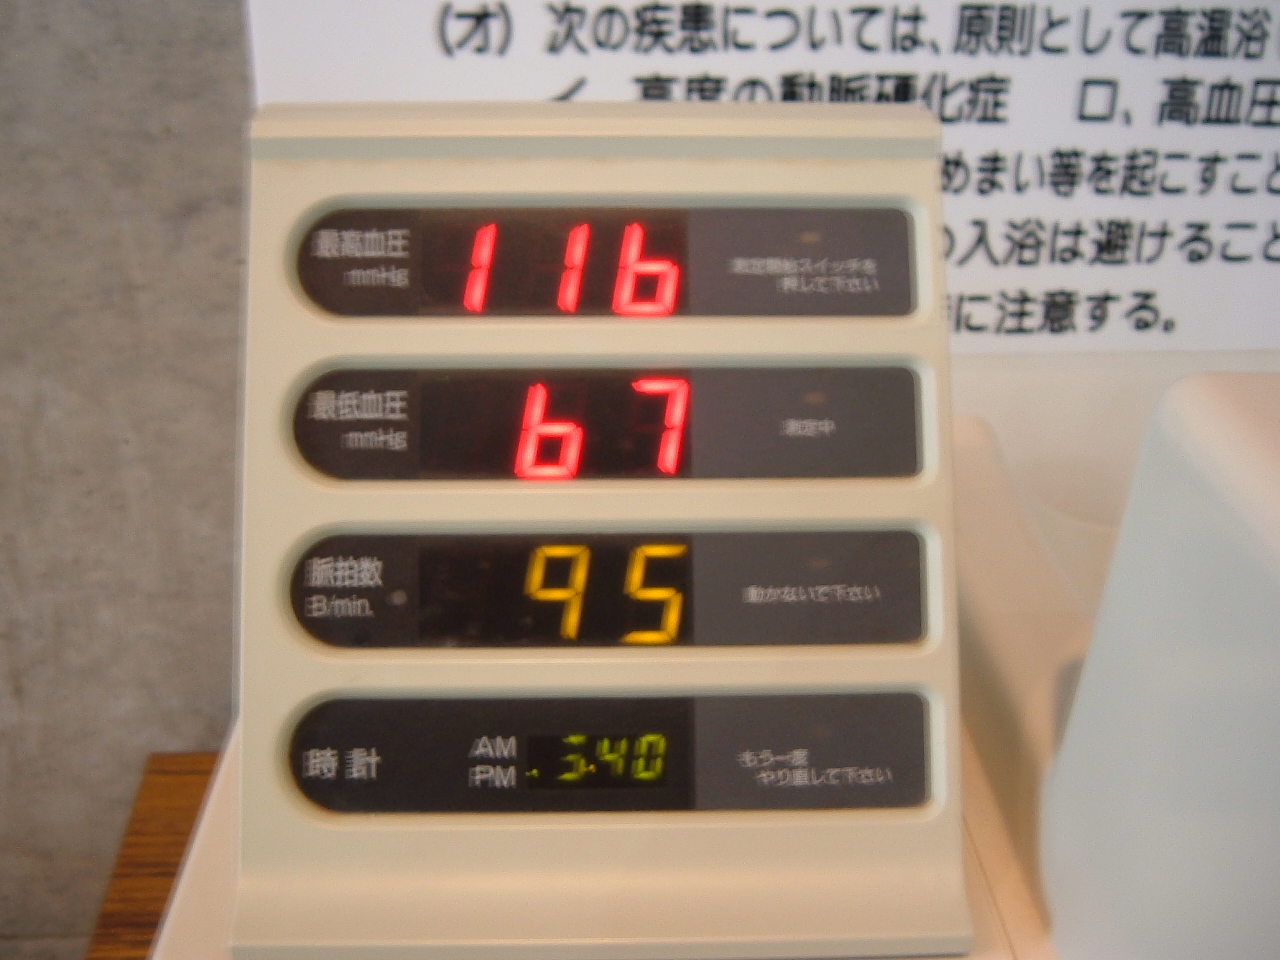 (オ) 次の疾患については、原則として高温浴
イ 高度の動脈硬化症 ロ、高血圧
めまい等を起こすこと
の入浴は避けること
に注意する。
最高血圧
mmHg
116
測定開始スイッチを
押して下さい
最低血圧
mmHg
67
測定中
脈拍数
B/min.
95
動かないで下さい
時計
AM
PM
5:40
もう一度
やり直して下さい